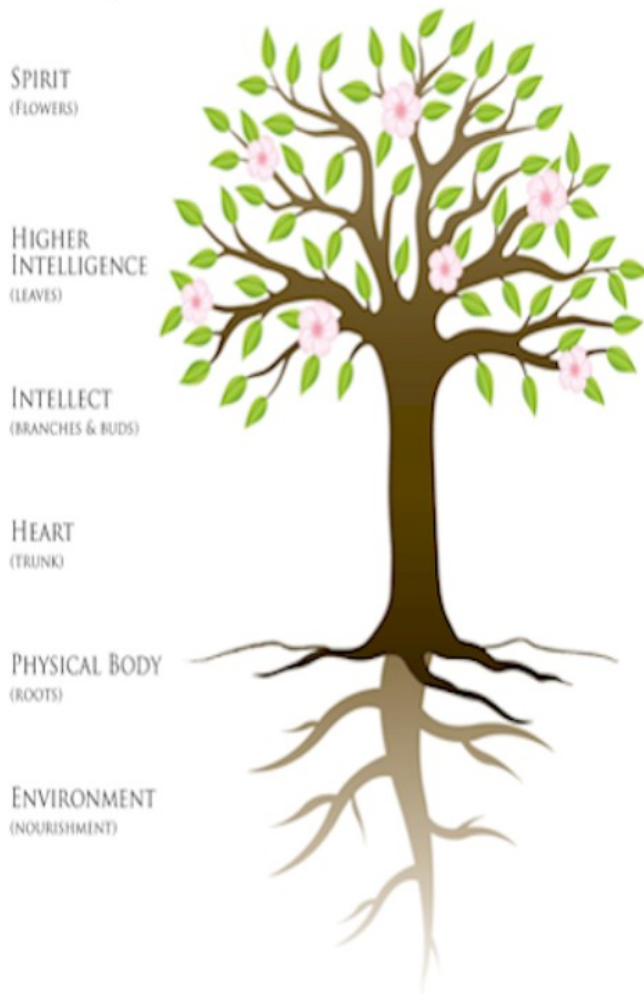 SPIRIT
(FLOWERS)
HIGHER
INTELLIGENCE
(LEAVES)
INTELLECT
(BRANCHES & BUDS)
HEART
(TRUNK)
PHYSICAL BODY
(ROOTS)
ENVIRONMENT
(NOURISHMENT)